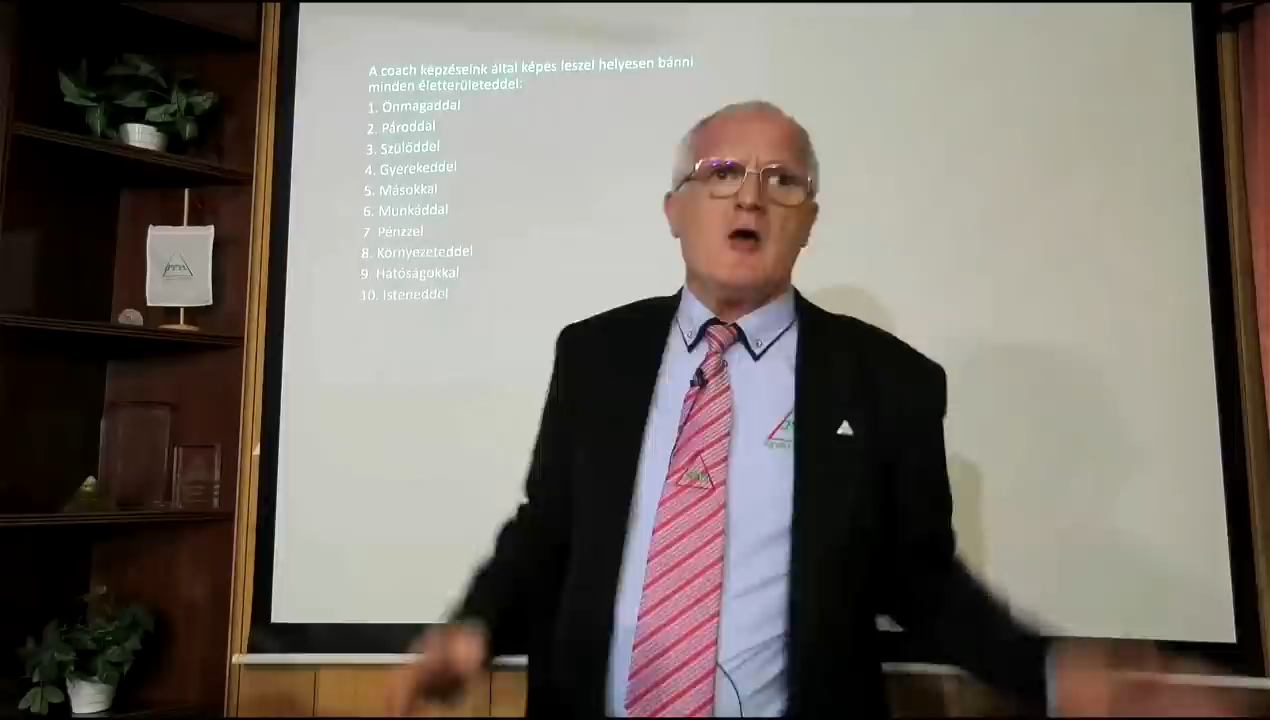 A coach képzéseink által képes leszel helyesen bánni
minden életterületeddel:
1. Önmagaddal
2. Pároddal
3. Szülőddel
4. Gyerekeddel
5. Másokkal
6. Munkáddal
7 Pénzzel
8. Környezeteddel
9. Hatóságokkal
10. Isteneddel